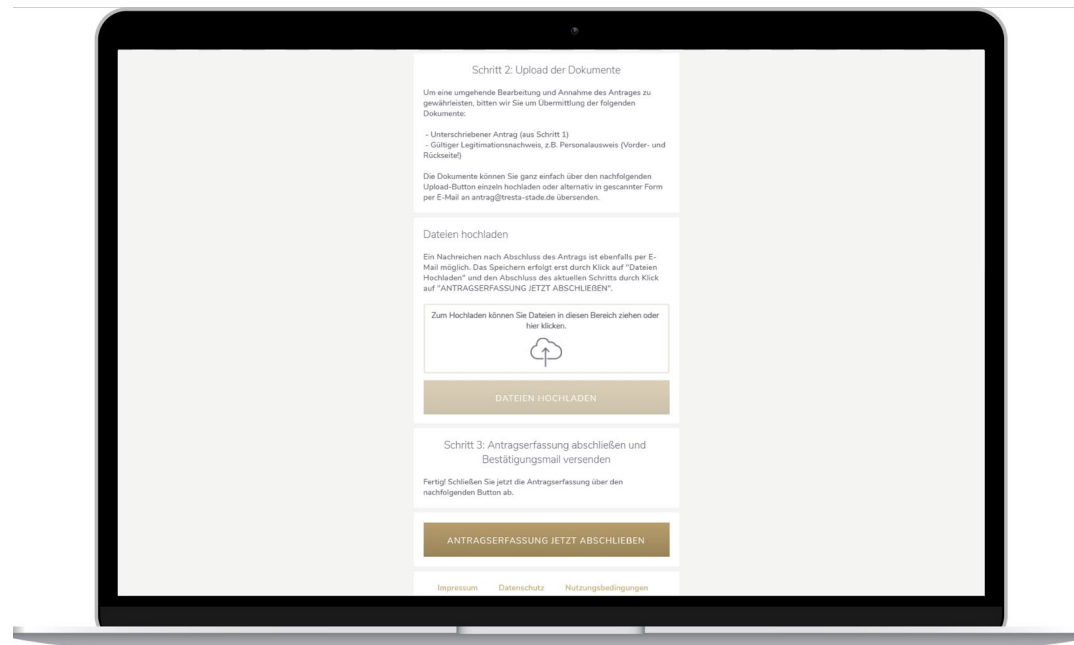 Schritt 2: Upload der Dokumente
Um eine umgehende Bearbeitung und Annahme des Antrages zu
gewährleisten, bitten wir Sie um Übermittlung der folgenden
Dokumente:
- Unterschriebener Antrag (aus Schritt 1)
- Gültiger Legitimationsnachweis, z.B. Personalausweis (Vorder- und
Rückseite!)
Die Dokumente können Sie ganz einfach über den nachfolgenden
Upload-Button einzeln hochladen oder alternativ in gescannter Form
per E-Mail an antrag@tresta-stade.de übersenden.
Dateien hochladen
Ein Nachreichen nach Abschluss des Antrags ist ebenfalls per E-
Mail möglich. Das Speichern erfolgt erst durch Klick auf "Dateien
Hochladen" und den Abschluss des aktuellen Schritts durch Klick
auf "ANTRAGSERFASSUNG JETZT ABSCHLIEßEN".
Zum Hochladen können Sie Dateien in diesen Bereich ziehen oder
hier klicken.
DATEIEN HOCHLADEN
Schritt 3: Antragserfassung abschließen und
Bestätigungsmail versenden
Fertig! Schließen Sie jetzt die Antragserfassung über den
nachfolgenden Button ab.
ANTRAGSERFASSUNG JETZT ABSCHLIEßEN
Impressum Datenschutz Nutzungsbedingungen